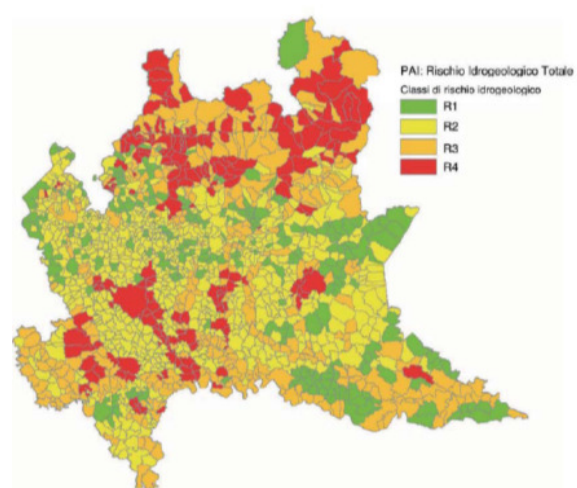 PAI: Rischio Idrogeologico Totale
Classi di rischio idrogeologico
R1
R2
R3
R4